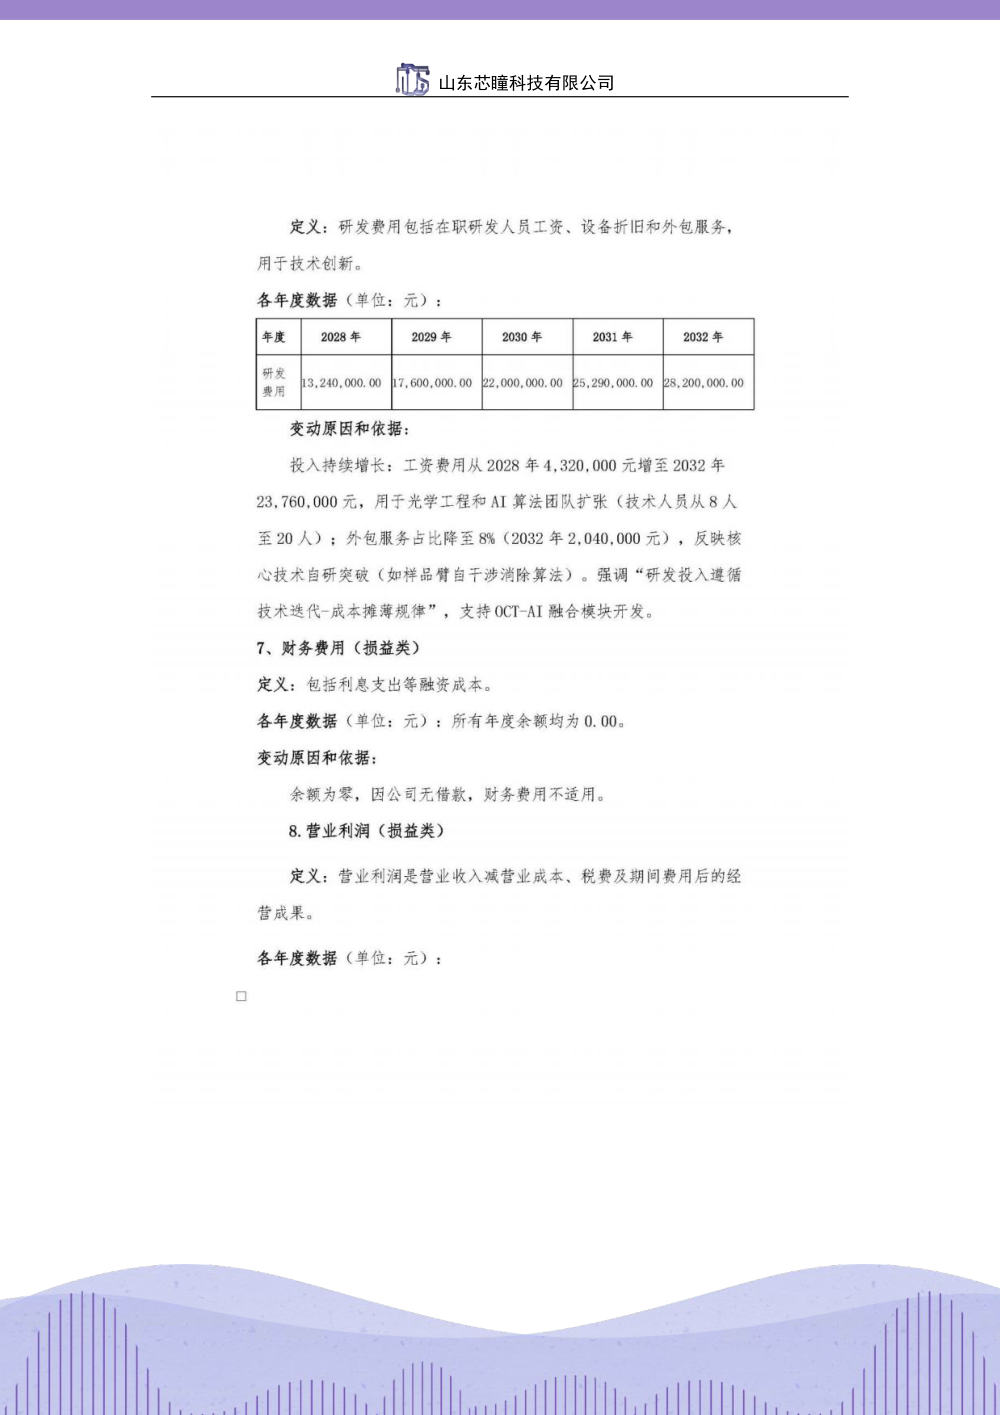 山东芯瞳科技有限公司
定义：研发费用包括在职研发人员工资、设备折旧和外包服务，
用于技术创新。
各年度数据（单位：元）：
年度 2028 年 2029 年 2030 年 2031 年 2032 年
研发费用 13,240,000.00 17,600,000.00 22,000,000.00 25,290,000.00 28,200,000.00
变动原因和依据：
投入持续增长：工资费用从 2028 年 4,320,000 元增至 2032 年
23,760,000 元，用于光学工程和 AI 算法团队扩张（技术人员从 8 人
至 20 人）；外包服务占比降至 8%（2032 年 2,040,000 元），反映核
心技术自研突破（如样品臂自干涉消除算法）。强调“研发投入遵循
技术迭代-成本摊薄规律”，支持 OCT-AI 融合模块开发。
7、财务费用（损益类）
定义：包括利息支出等融资成本。
各年度数据（单位：元）：所有年度余额均为 0.00。
变动原因和依据：
余额为零，因公司无借款，财务费用不适用。
8.营业利润（损益类）
定义：营业利润是营业收入减营业成本、税费及期间费用后的经
营成果。
各年度数据（单位：元）：